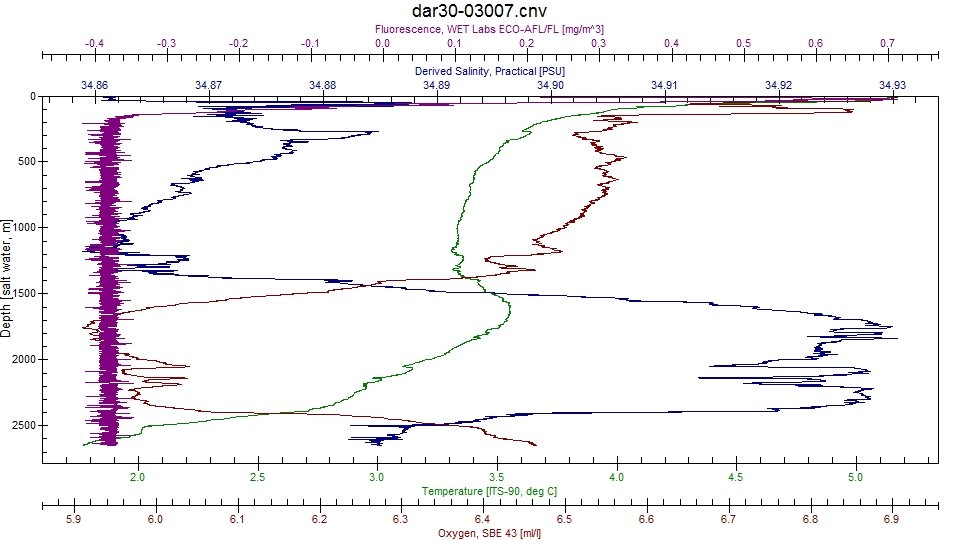 dar30-03007.cnv
Fluorescence, WET Labs ECO-AFL/FL [mg/m^3]
-0.4 -0.3 -0.2 -0.1 0.0 0.1 0.2 0.3 0.4 0.5 0.6 0.7
Derived Salinity, Practical [PSU]
34.86 34.87 34.88 34.89 34.90 34.91 34.92 34.93
0
500
1000
1500
2000
2500
Depth [salt water, m]
2.0 2.5 3.0 3.5 4.0 4.5 5.0
Temperature [ITS-90, deg C]
5.9 6.0 6.1 6.2 6.3 6.4 6.5 6.6 6.7 6.8 6.9
Oxygen, SBE 43 [ml/l]